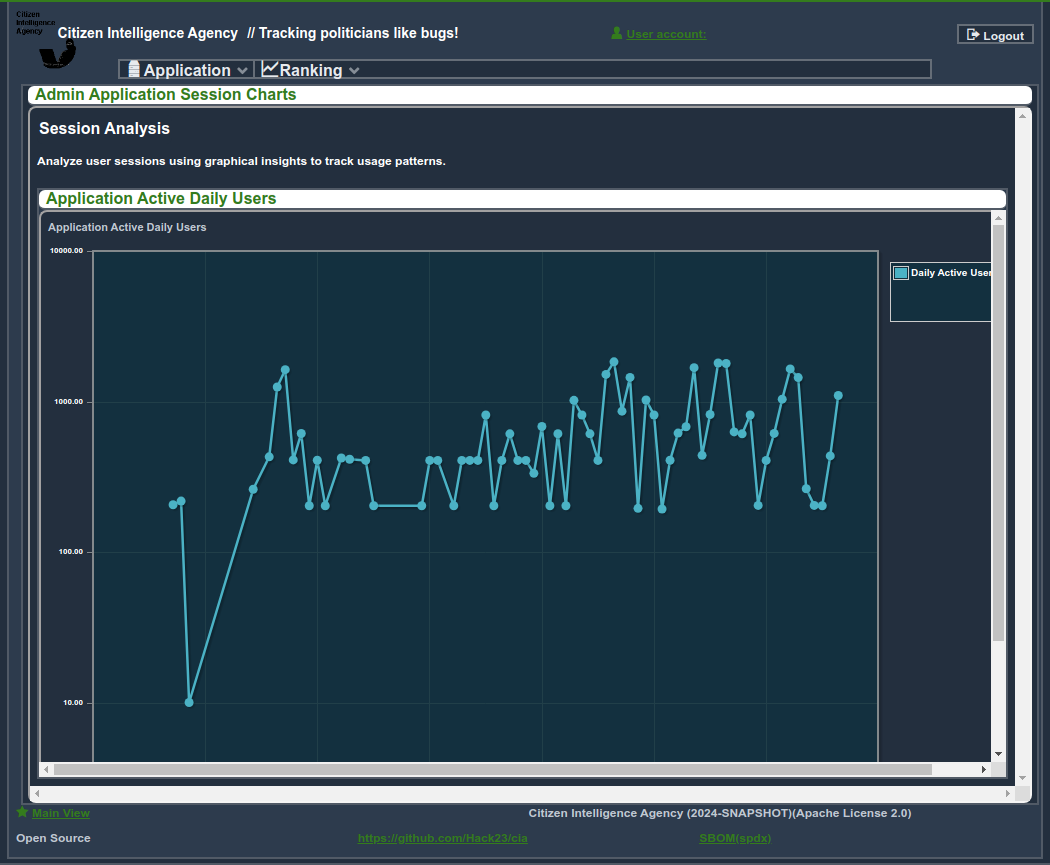 Citizen
Intelligence
Agency
Citizen Intelligence Agency // Tracking politicians like bugs!
User account:
Logout
Application
Ranking
Admin Application Session Charts
Session Analysis
Analyze user sessions using graphical insights to track usage patterns.
Application Active Daily Users
Application Active Daily Users
10000.00
1000.00
100.00
10.00
Daily Active User
Main View
Citizen Intelligence Agency (2024-SNAPSHOT)(Apache License 2.0)
Open Source
https://github.com/Hack23/cia
SBOM(spdx)